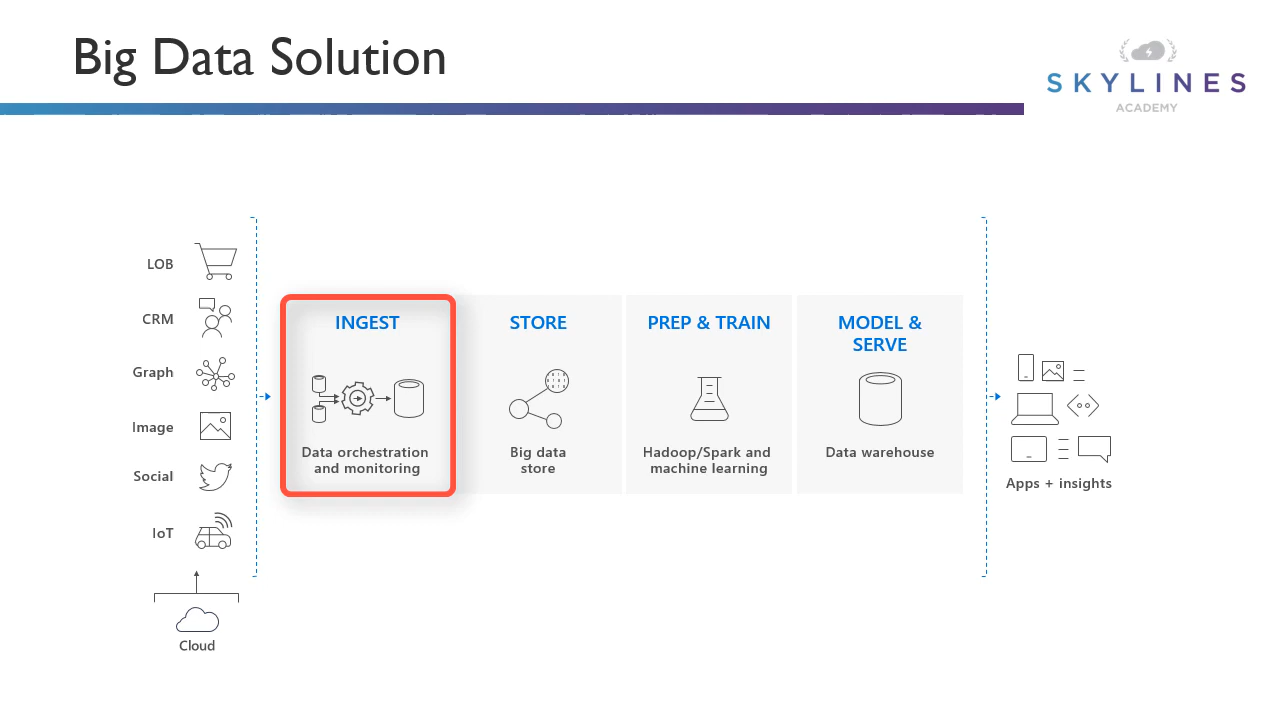 Big Data Solution
SKYLINES
ACADEMY
LOB
CRM
Graph
Image
Social
IoT
Cloud
INGEST
Data orchestration
and monitoring
STORE
Big data
store
PREP & TRAIN
Hadoop/Spark and
machine learning
MODEL &
SERVE
Data warehouse
Apps + insights